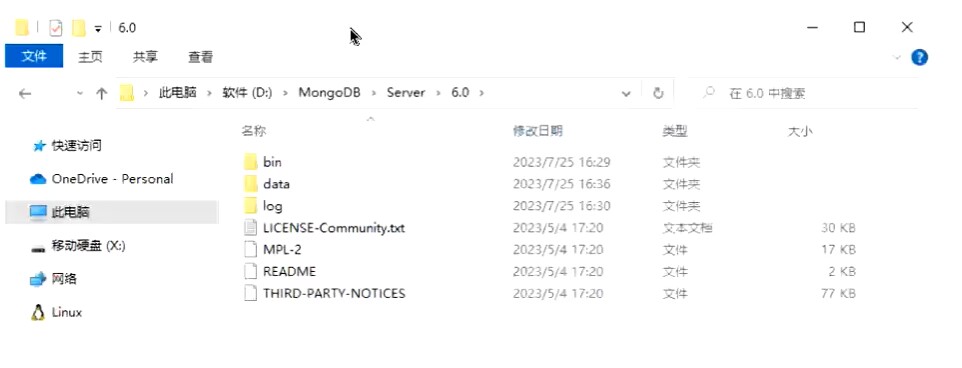 6.0
文件 主页 共享 查看
此电脑 › 软件 (D:) › MongoDB › Server › 6.0 › 在 6.0 中搜索
名称 修改日期 类型 大小
快速访问
OneDrive - Personal
此电脑
移动硬盘 (X:)
网络
Linux
bin 2023/7/25 16:29 文件夹
data 2023/7/25 16:36 文件夹
log 2023/7/25 16:30 文件夹
LICENSE-Community.txt 2023/5/4 17:20 文本文档 30 KB
MPL-2 2023/5/4 17:20 文件 17 KB
README 2023/5/4 17:20 文件 2 KB
THIRD-PARTY-NOTICES 2023/5/4 17:20 文件 77 KB